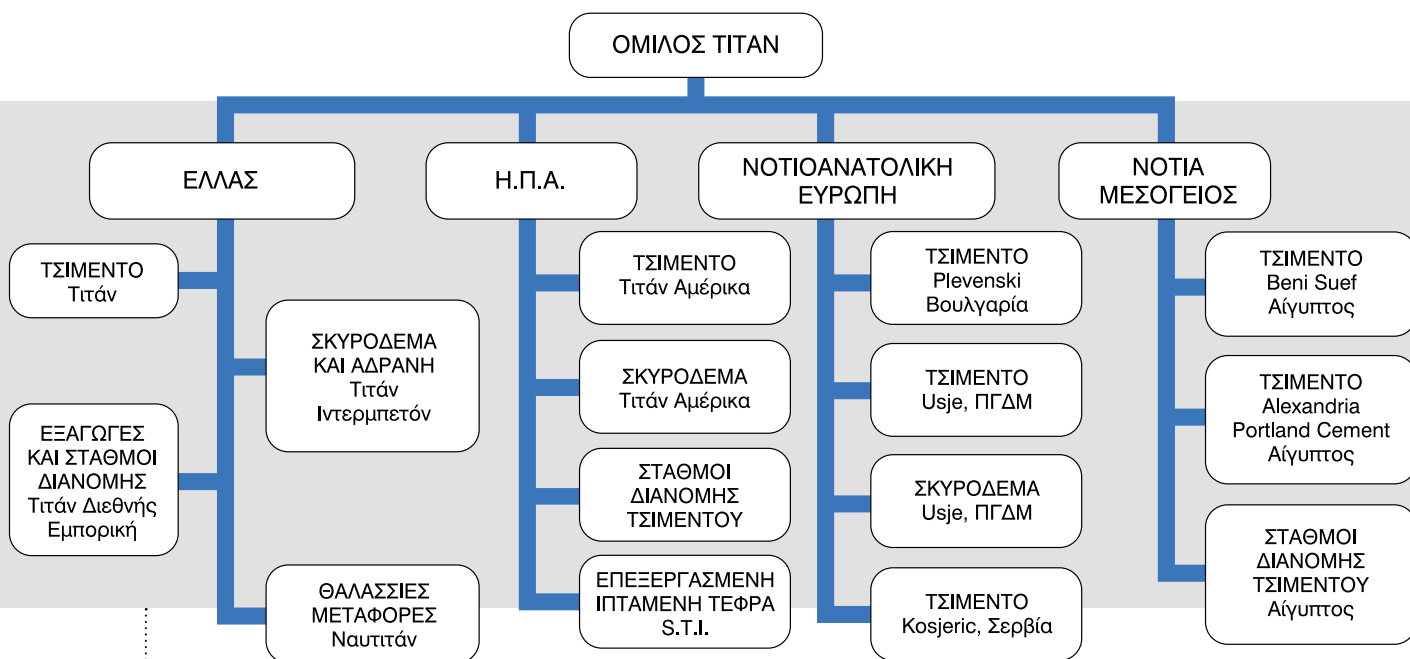 ΟΜΙΛΟΣ ΤΙΤΑΝ
ΕΛΛΑΣ
ΤΣΙΜΕΝΤΟ
Τιτάν
ΣΚΥΡΟΔΕΜΑ
ΚΑΙ ΑΔΡΑΝΗ
Τιτάν
Ιντερμπετόν
ΕΞΑΓΩΓΕΣ
ΚΑΙ ΣΤΑΘΜΟΙ
ΔΙΑΝΟΜΗΣ
Τιτάν Διεθνής
Εμπορική
ΘΑΛΑΣΣΙΕΣ
ΜΕΤΑΦΟΡΕΣ
Ναυτιτάν
Η.Π.Α.
ΤΣΙΜΕΝΤΟ
Τιτάν Αμέρικα
ΣΚΥΡΟΔΕΜΑ
Τιτάν Αμέρικα
ΣΤΑΘΜΟΙ
ΔΙΑΝΟΜΗΣ
ΤΣΙΜΕΝΤΟΥ
ΕΠΕΞΕΡΓΑΣΜΕΝΗ
ΙΠΤΑΜΕΝΗ ΤΕΦΡΑ
S.T.I.
ΝΟΤΙΟΑΝΑΤΟΛΙΚΗ
ΕΥΡΩΠΗ
ΤΣΙΜΕΝΤΟ
Plevenski
Βουλγαρία
ΤΣΙΜΕΝΤΟ
Usje, ΠΓΔΜ
ΣΚΥΡΟΔΕΜΑ
Usje, ΠΓΔΜ
ΤΣΙΜΕΝΤΟ
Kosjeric, Σερβία
ΝΟΤΙΑ
ΜΕΣΟΓΕΙΟΣ
ΤΣΙΜΕΝΤΟ
Beni Suef
Αίγυπτος
ΤΣΙΜΕΝΤΟ
Alexandria
Portland Cement
Αίγυπτος
ΣΤΑΘΜΟΙ
ΔΙΑΝΟΜΗΣ
ΤΣΙΜΕΝΤΟΥ
Αίγυπτος